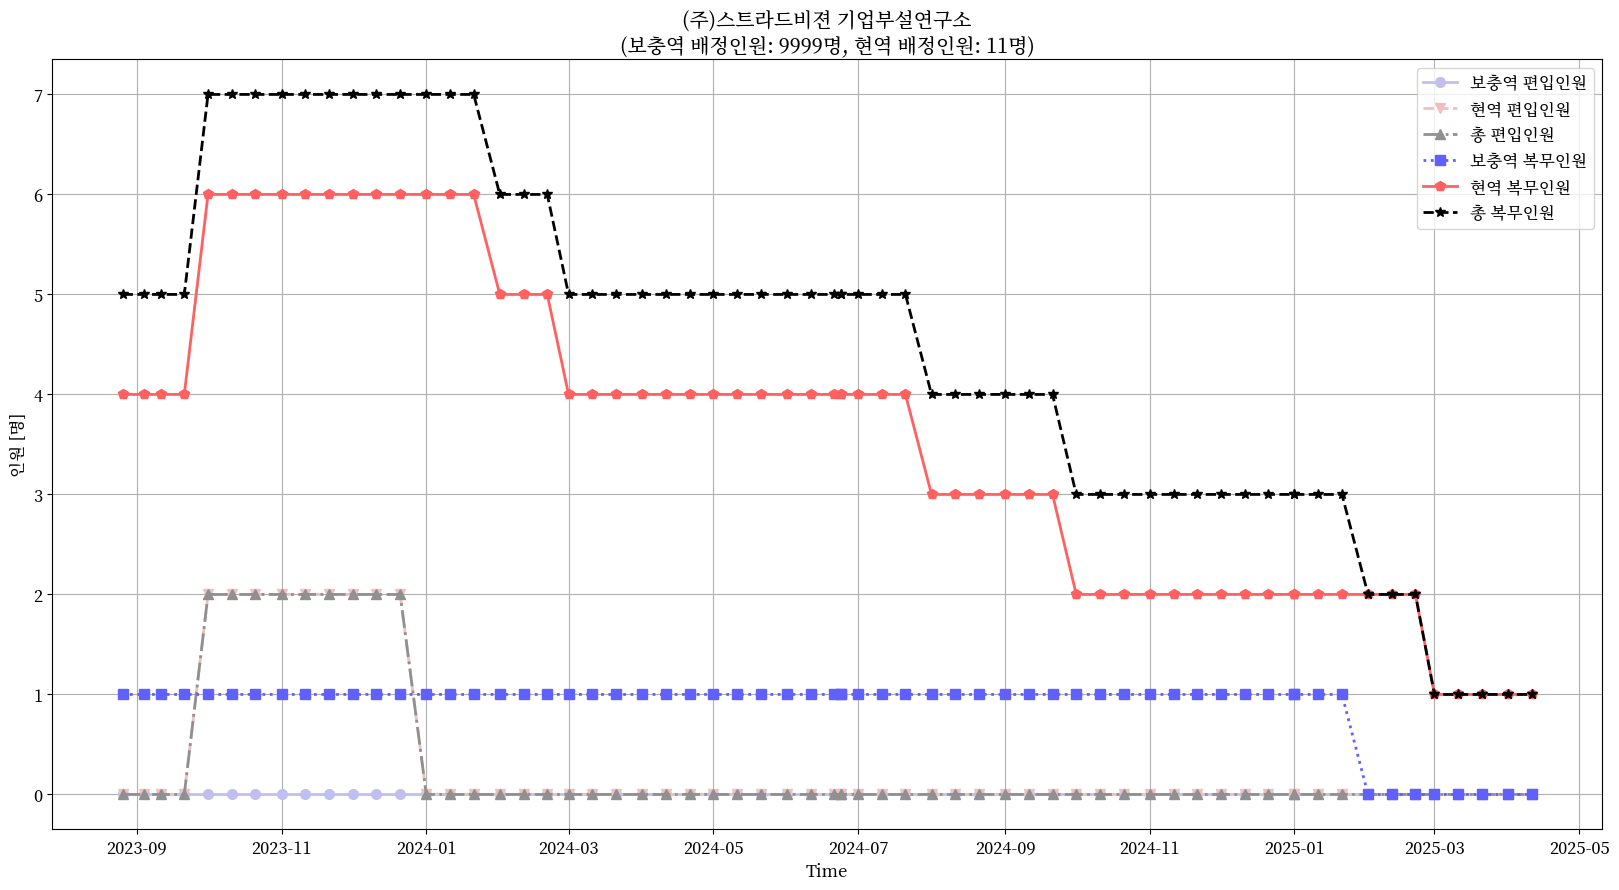 (주)스트라드비젼 기업부설연구소
(보충역 배정인원: 9999명, 현역 배정인원: 11명)
인원 [명]
7
6
5
4
3
2
1
0
보충역 편입인원
현역 편입인원
총 편입인원
보충역 복무인원
현역 복무인원
총 복무인원
2023-09 2023-11 2024-01 2024-03 2024-05 2024-07 2024-09 2024-11 2025-01 2025-03 2025-05
Time